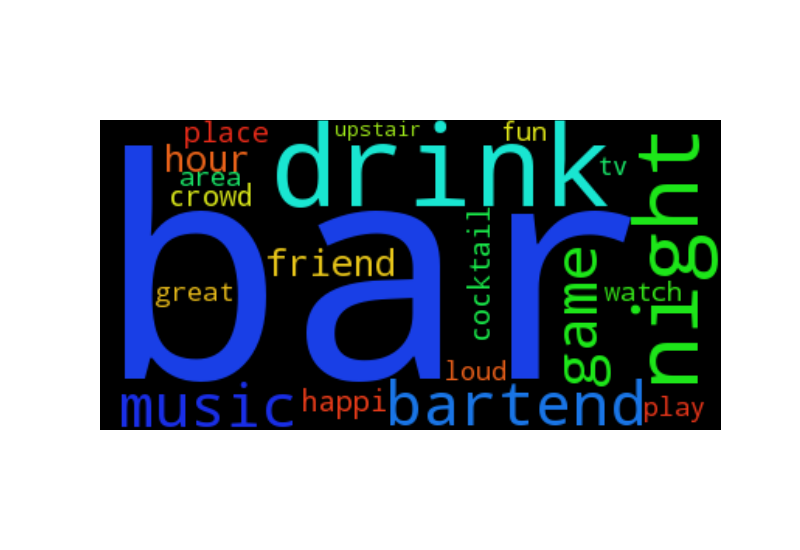 place
upstair
fun
drink
hour
tv
area
crowd
night
bar
cocktail
friend
game
great
watch
loud
music
happi
bartend
play